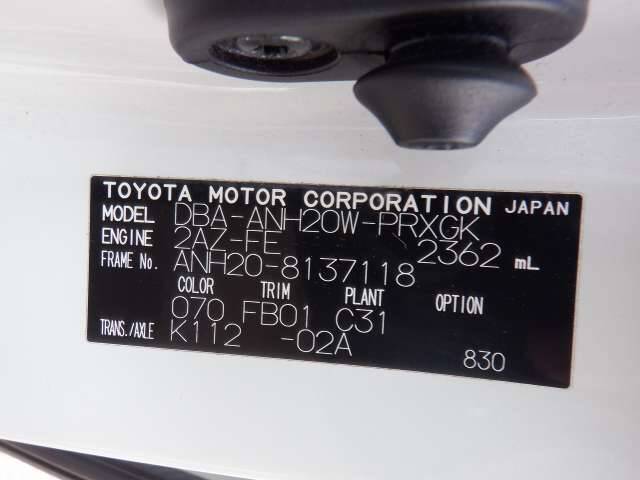 TOYOTA MOTOR CORPORATION JAPAN
MODEL DBA-ANH20W-PRXGK
ENGINE 2AZ-FE 2362 mL
FRAME No. ANH20-8137118
COLOR TRIM PLANT OPTION
070 FB01 C31
TRANS./AXLE K112 -02A 830